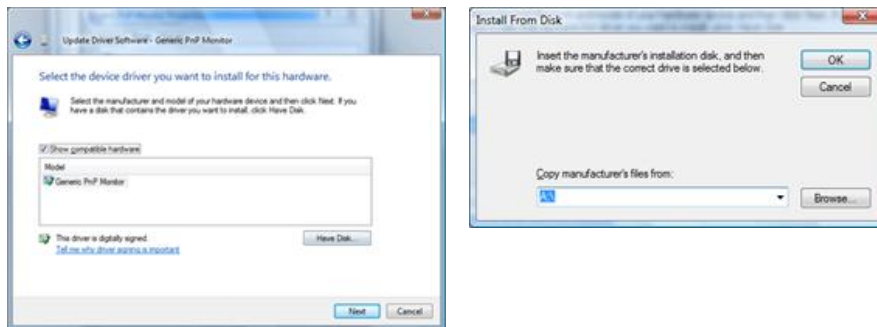 Update Driver Software - Generic PnP Monitor
Select the device driver you want to install for this hardware.
Select the manufacturer and model of your hardware device and then click Next. If you
have a disk that contains the driver you want to install, click Have Disk.
Show compatible hardware
Model
Generic PnP Monitor
This driver is digitally signed.
Tell me why driver signing is important
Have Disk...
Next
Cancel
Install From Disk
Insert the manufacturer's installation disk, and then
make sure that the correct drive is selected below.
OK
Cancel
Copy manufacturer's files from:
A:\
Browse...